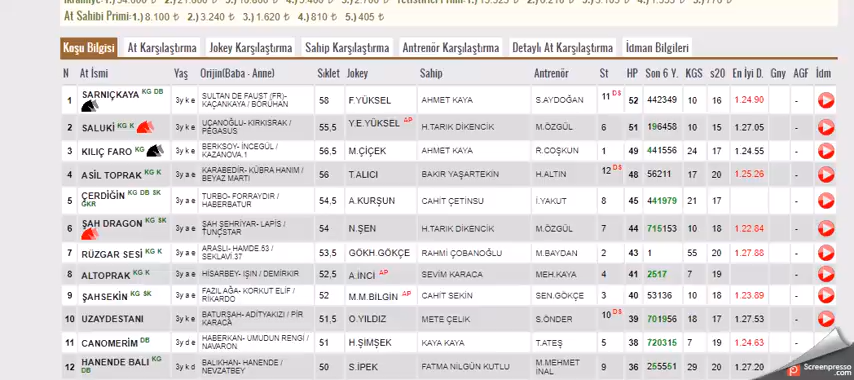 At Sahibi Primi: 1.) 8.100 ₺ 2.) 3.240 ₺ 3.) 1.620 ₺ 4.) 810 ₺ 5.) 405 ₺
Koşu Bilgisi At Karşılaştırma Jokey Karşılaştırma Sahip Karşılaştırma Antrenör Karşılaştırma Detaylı At Karşılaştırma İdman Bilgileri
N At İsmi Yaş Orijin(Baba - Anne) Sıklet Jokey Sahip Antrenör St HP Son 6 Y. KGS s20 En İyi D. Gny AGF İdm
1 SARNIÇKAYA KG DB 3y k e SULTAN DE FAUST (FR)- KAÇANKAYA / BORUHAN 58 F.YÜKSEL AHMET KAYA S.AYDOĞAN 11 DS 52 442349 10 16 1.24.90 -
2 SALUKİ KG K 3y k e UÇANOĞLU- KIRKISRAK / PEGASUS 55,5 Y.E.YÜKSEL AP H.TARIK DİKENCİK M.ÖZGÜL 6 51 196458 10 15 1.27.05 -
3 KILIÇ FARO KG K 3y k e BERKSOY- İNCEGÜL / KAZANOVA.1 56,5 M.ÇİÇEK AHMET KAYA R.COŞKUN 1 49 441556 24 17 1.24.55 -
4 ASİL TOPRAK KG K 3y a e KARABEDİR- KÜBRA HANIM / BEYAZ MARTI 56 T.ALICI BAKIR YAŞARTEKİN H.ALTIN 12 DS 48 56211 17 20 1.25.26 -
5 ÇERDİĞİN KG DB SK GKR 3y k e TURBO- FORRAYDIR / HABERBATUR 54,5 A.KURŞUN CAHİT ÇETİNSU İ.YAKUT 8 45 441979 21 17 -
6 ŞAH DRAGON KG SK 3y a e ŞAH ŞEHRİYAR- LAPİS / TUNÇSTAR 54 N.ŞEN H.TARIK DİKENCİK M.ÖZGÜL 7 44 715153 10 18 1.22.84 -
7 RÜZGAR SESİ KG K 3y a e ARASLI- HAMDE.53 / SEKLAVİ.37 53,5 GÖKH.GÖKÇE RAHMİ ÇOBANOĞLU M.BAYDAN 2 43 1 55 20 1.27.88 -
8 ALTOPRAK KG K 3y a e HİSARBEY- IŞIN / DEMİRKIR 52,5 A.İNCİ AP SEVİM KARACA MEH.KAYA 4 41 2517 7 19 -
9 ŞAHSEKİN KG SK 3y a e FAZIL AĞA- KORKUT ELİF / RİKARDO 52 M.M.BİLGİN AP CAHİT SEKİN SEN.GÖKÇE 3 40 53136 10 18 1.23.89 -
10 UZAYDESTANI 3y k e BATURŞAH- ADİTYAKIZI / PİR KARACA 51,5 O.YILDIZ METE ÇELİK S.ÖNDER 10 DS 39 701956 18 17 1.27.53 -
11 CANOMERİM DB 3y d e HABERKAN- UMUDUN RENGİ / NAVARON 51 H.ŞİMŞEK KAYA KAYA T.ATEŞ 5 38 720315 7 19 1.24.63 -
12 HANENDE BALI KG DB 3y k d BALIKHAN- HANENDE / NEVZATBEY 50 S.İPEK FATMA NİLGÜN KUTLU M.MEHMET İNAL 9 36 255551 29 20 1.27.20 -
Screenpresso